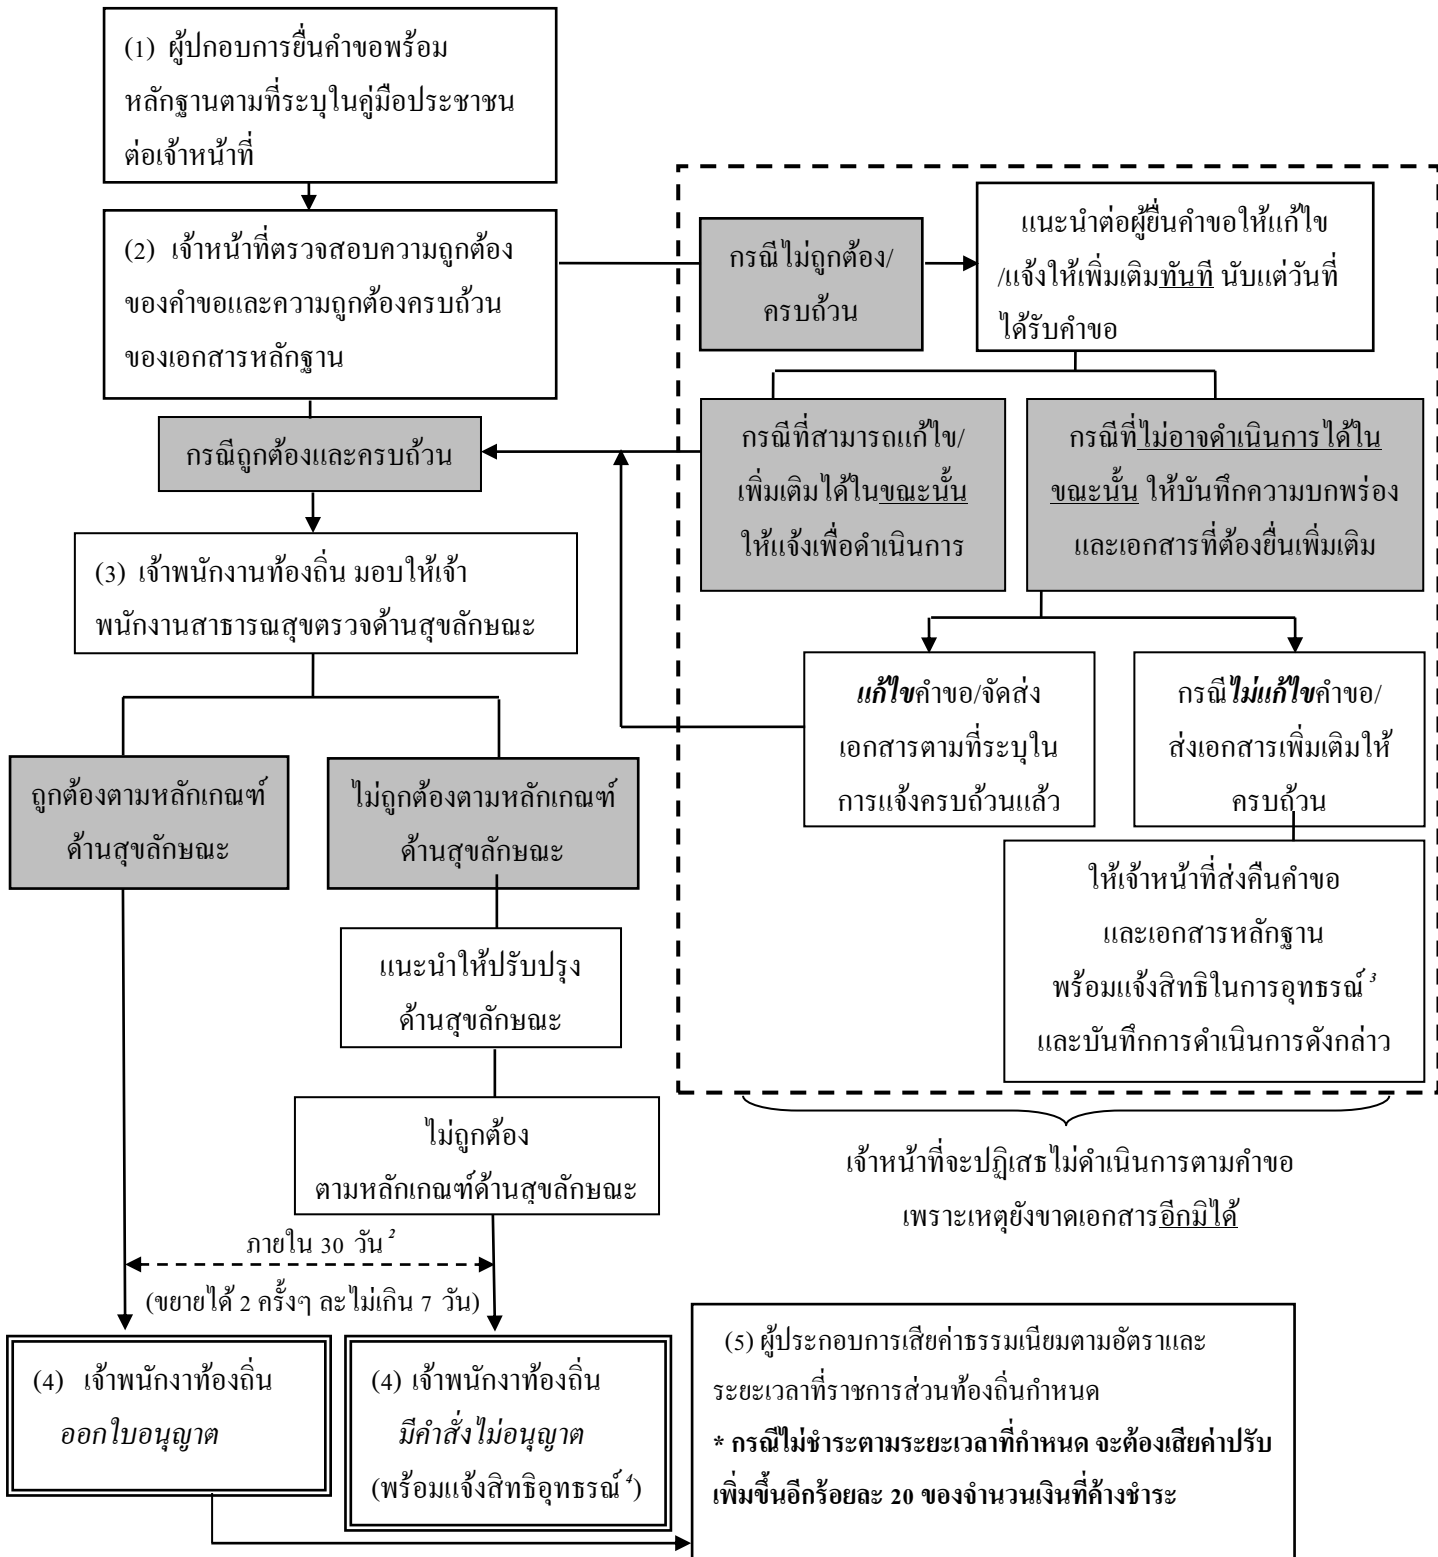 (1) ผู้ปกอบการยื่นคำขอพร้อม
หลักฐานตามที่ระบุในคู่มือประชาชน
ต่อเจ้าหน้าที่
(2) เจ้าหน้าที่ตรวจสอบความถูกต้อง
ของคำขอและความถูกต้องครบถ้วน
ของเอกสารหลักฐาน
กรณีไม่ถูกต้อง/
ครบถ้วน
แนะนำต่อผู้ยื่นคำขอให้แก้ไข
/แจ้งให้เพิ่มเติมทันที นับแต่วันที่
ได้รับคำขอ
กรณีถูกต้องและครบถ้วน
กรณีที่สามารถแก้ไข/
เพิ่มเติมได้ในขณะนั้น
ให้แจ้งเพื่อดำเนินการ
กรณีที่ไม่อาจดำเนินการได้ใน
ขณะนั้น ให้บันทึกความบกพร่อง
และเอกสารที่ต้องยื่นเพิ่มเติม
(3) เจ้าพนักงานท้องถิ่น มอบให้เจ้า
พนักงานสาธารณสุขตรวจด้านสุขลักษณะ
แก้ไขคำขอ/จัดส่ง
เอกสารตามที่ระบุใน
การแจ้งครบถ้วนแล้ว
กรณีไม่แก้ไขคำขอ/
ส่งเอกสารเพิ่มเติมให้
ครบถ้วน
ถูกต้องตามหลักเกณฑ์
ด้านสุขลักษณะ
ไม่ถูกต้องตามหลักเกณฑ์
ด้านสุขลักษณะ
ให้เจ้าหน้าที่ส่งคืนคำขอ
และเอกสารหลักฐาน
พร้อมแจ้งสิทธิในการอุทธรณ์ 3
และบันทึกการดำเนินการดังกล่าว
แนะนำให้ปรับปรุง
ด้านสุขลักษณะ
ไม่ถูกต้อง
ตามหลักเกณฑ์ด้านสุขลักษณะ
เจ้าหน้าที่จะปฏิเสธไม่ดำเนินการตามคำขอ
เพราะเหตุยังขาดเอกสารอีกมิได้
ภายใน 30 วัน 2
(ขยายได้ 2 ครั้งๆ ละไม่เกิน 7 วัน)
(4) เจ้าพนักงาท้องถิ่น
ออกใบอนุญาต
(4) เจ้าพนักงาท้องถิ่น
มีคำสั่งไม่อนุญาต
(พร้อมแจ้งสิทธิอุทธรณ์ 4)
(5) ผู้ประกอบการเสียค่าธรรมเนียมตามอัตราและ
ระยะเวลาที่ราชการส่วนท้องถิ่นกำหนด
* กรณีไม่ชำระตามระยะเวลาที่กำหนด จะต้องเสียค่าปรับ
เพิ่มขึ้นอีกร้อยละ 20 ของจำนวนเงินที่ค้างชำระ